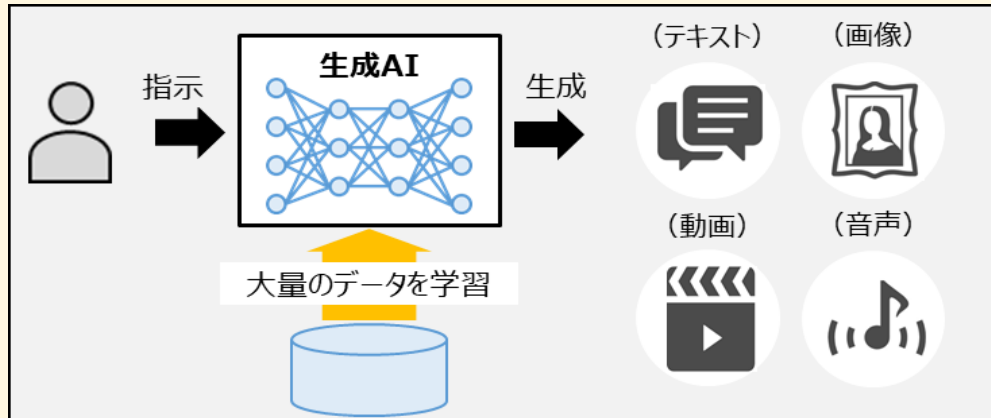 指示
生成AI
生成
大量のデータを学習
（テキスト）
（画像）
（動画）
（音声）